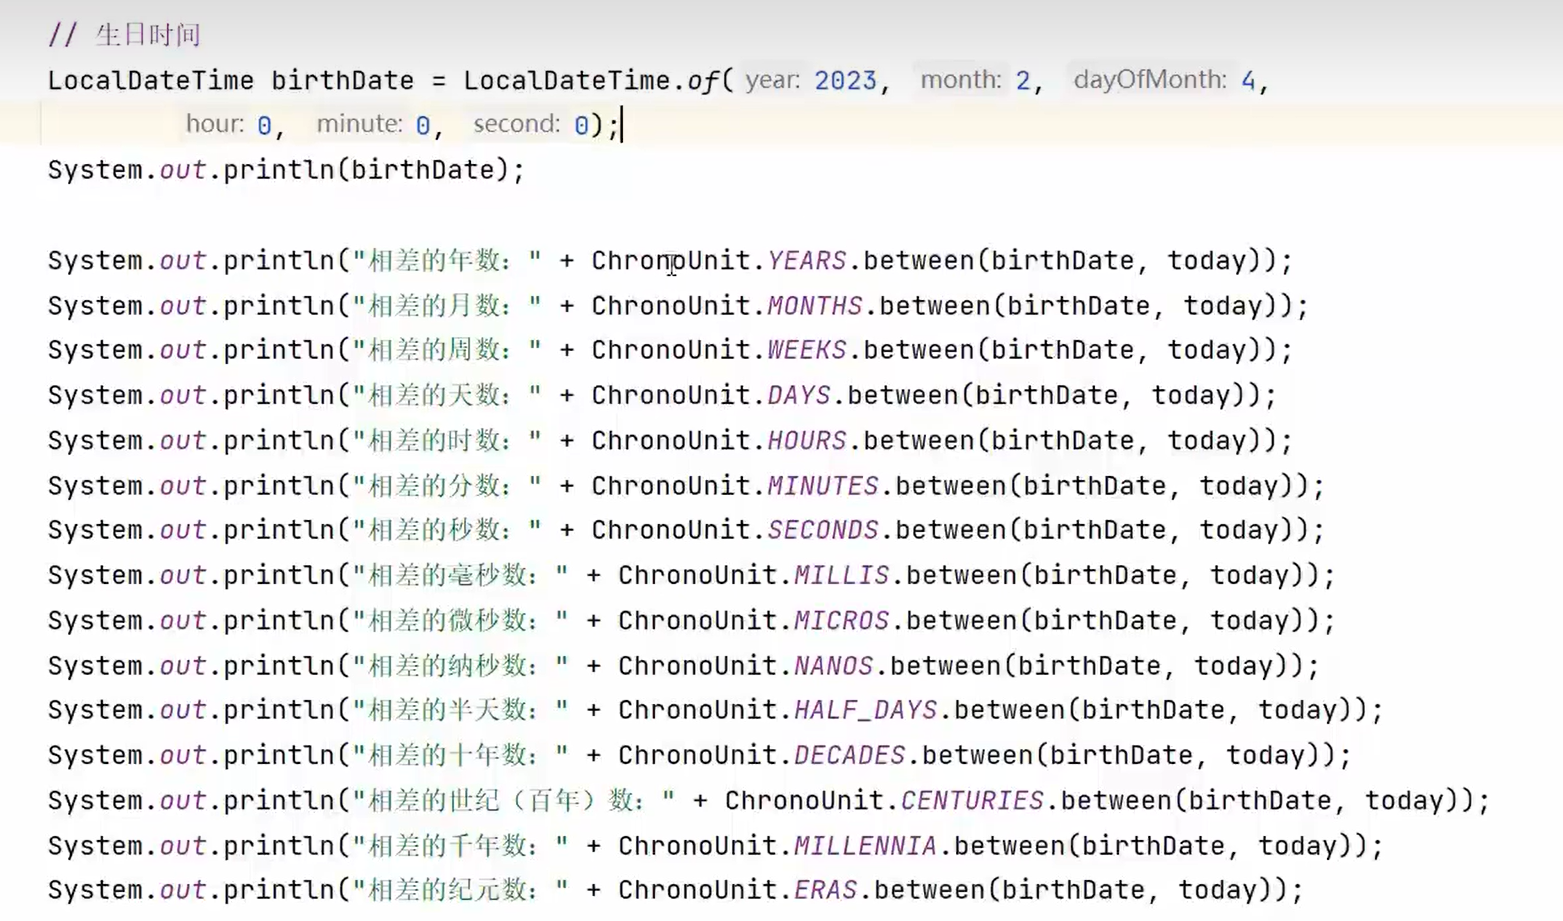 // 生日时间
LocalDateTime birthDate = LocalDateTime.of( year: 2023, month: 2, dayOfMonth: 4,
hour: 0, minute: 0, second: 0);
System.out.println(birthDate);
System.out.println("相差的年数：" + ChronoUnit.YEARS.between(birthDate, today));
System.out.println("相差的月数：" + ChronoUnit.MONTHS.between(birthDate, today));
System.out.println("相差的周数：" + ChronoUnit.WEEKS.between(birthDate, today));
System.out.println("相差的天数：" + ChronoUnit.DAYS.between(birthDate, today));
System.out.println("相差的时数：" + ChronoUnit.HOURS.between(birthDate, today));
System.out.println("相差的分数：" + ChronoUnit.MINUTES.between(birthDate, today));
System.out.println("相差的秒数：" + ChronoUnit.SECONDS.between(birthDate, today));
System.out.println("相差的毫秒数：" + ChronoUnit.MILLIS.between(birthDate, today));
System.out.println("相差的微秒数：" + ChronoUnit.MICROS.between(birthDate, today));
System.out.println("相差的纳秒数：" + ChronoUnit.NANOS.between(birthDate, today));
System.out.println("相差的半天数：" + ChronoUnit.HALF_DAYS.between(birthDate, today));
System.out.println("相差的十年数：" + ChronoUnit.DECADES.between(birthDate, today));
System.out.println("相差的世纪（百年）数：" + ChronoUnit.CENTURIES.between(birthDate, today));
System.out.println("相差的千年数：" + ChronoUnit.MILLENNIA.between(birthDate, today));
System.out.println("相差的纪元数：" + ChronoUnit.ERAS.between(birthDate, today));